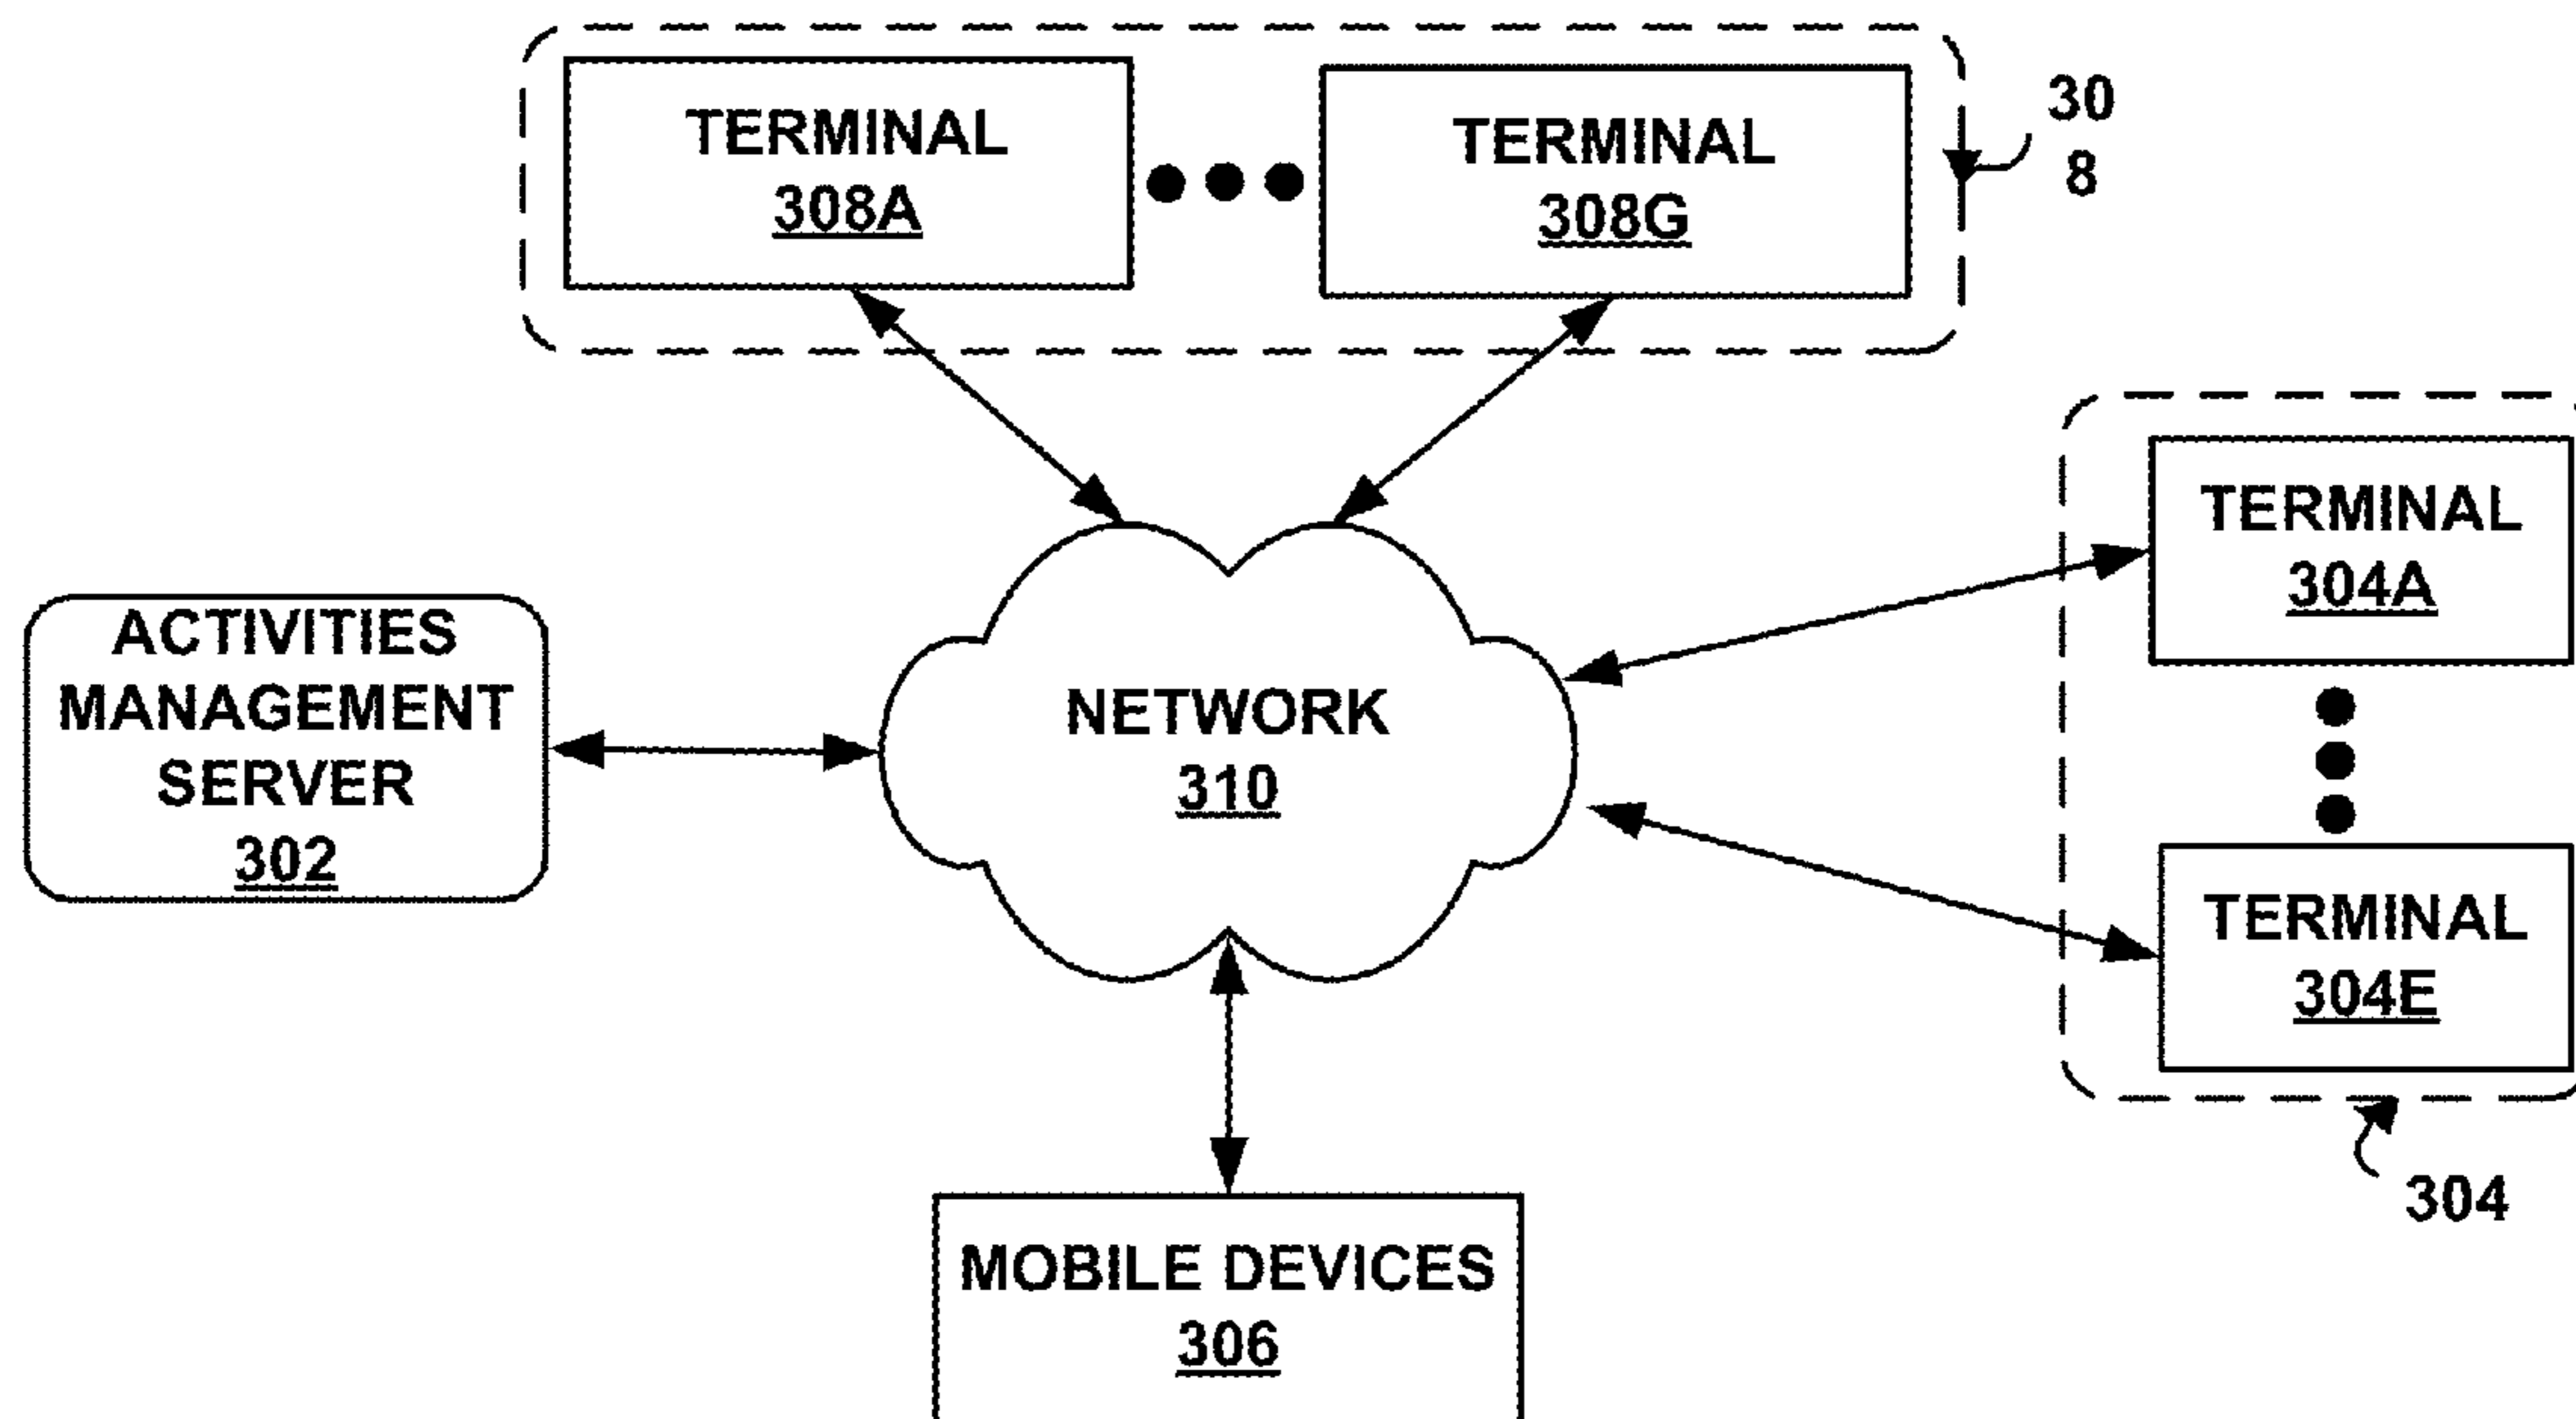 TERMINAL
308A
TERMINAL
308G
30
8
TERMINAL
304A
ACTIVITIES
MANAGEMENT
SERVER
302
NETWORK
310
TERMINAL
304E
304
MOBILE DEVICES
306